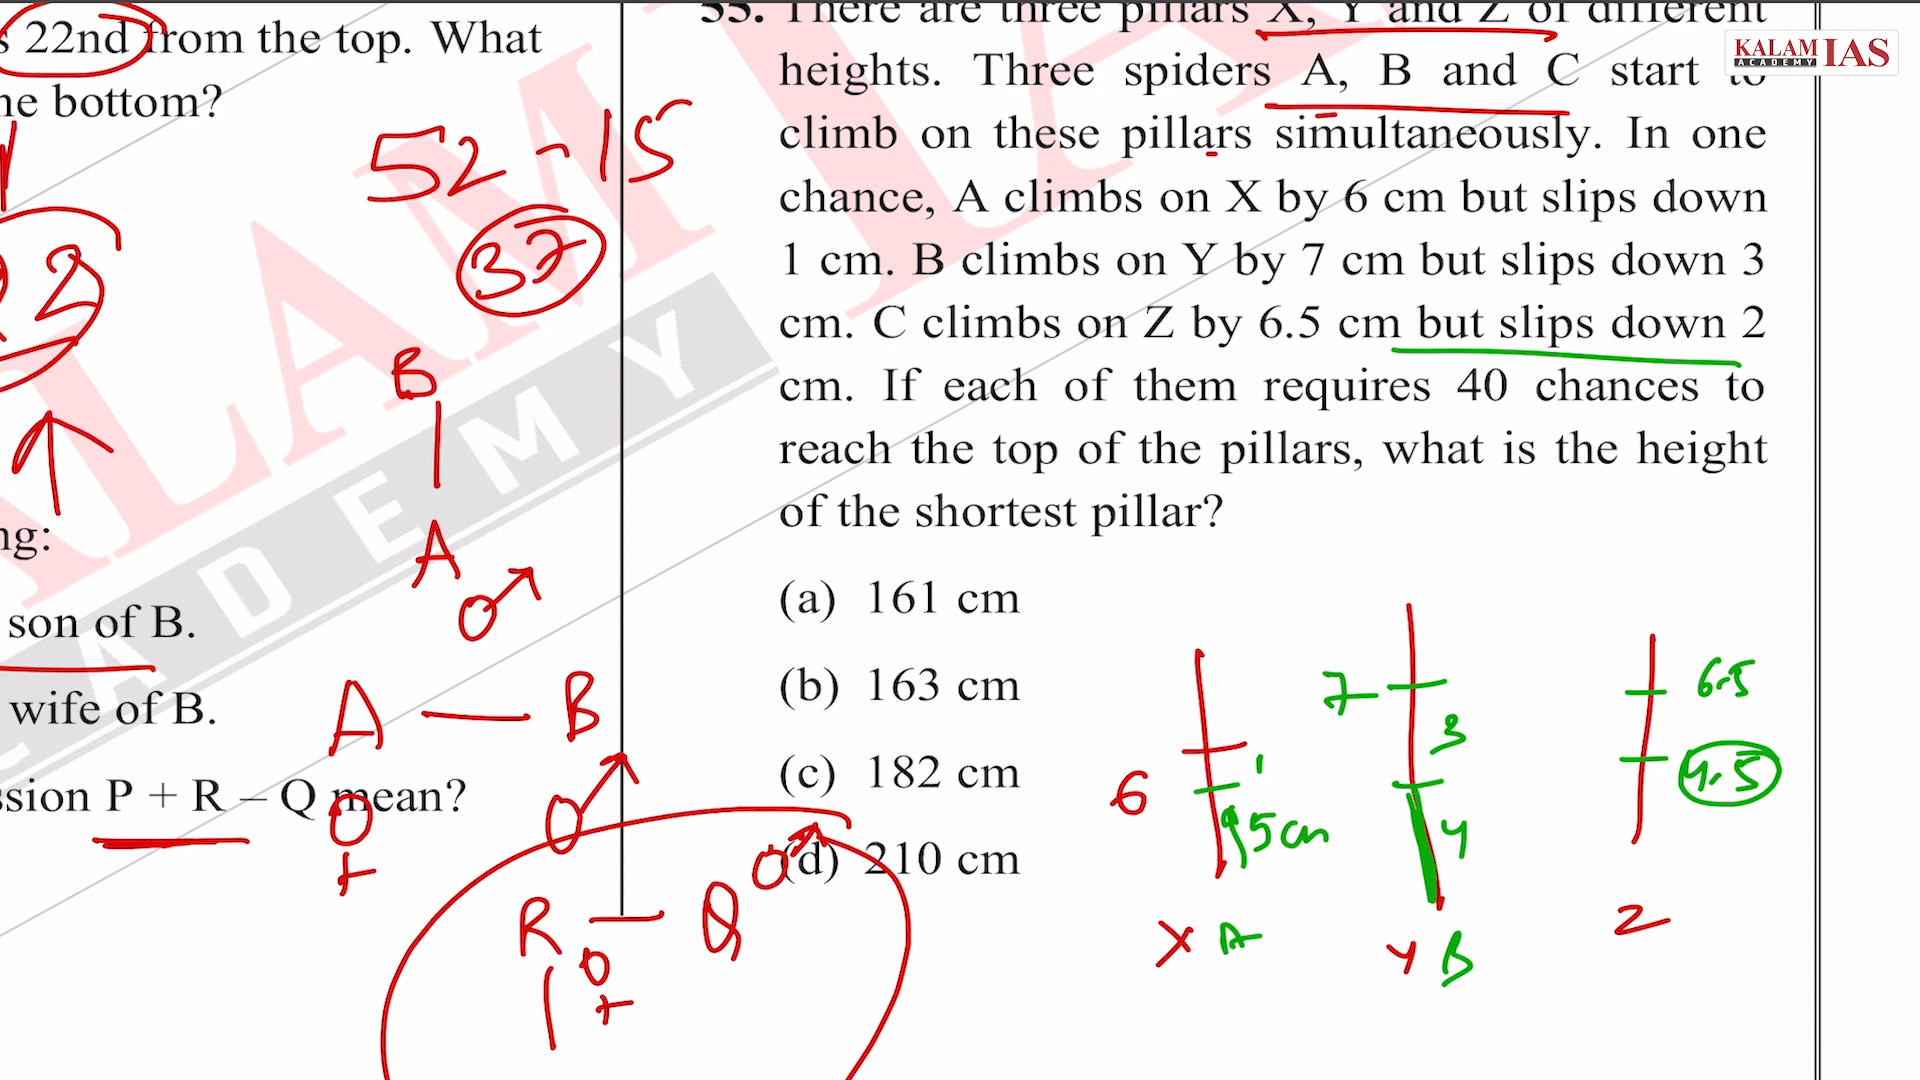 22nd from the top. What
he bottom?
52 - 15
37
B
A
ng:
son of B.
wife of B.
A — B
ssion P + R – Q mean?
R — Q
55. There are three pillars X, Y and Z of different
heights. Three spiders A, B and C start to
climb on these pillars simultaneously. In one
chance, A climbs on X by 6 cm but slips down
1 cm. B climbs on Y by 7 cm but slips down 3
cm. C climbs on Z by 6.5 cm but slips down 2
cm. If each of them requires 40 chances to
reach the top of the pillars, what is the height
of the shortest pillar?
(a) 161 cm
(b) 163 cm
(c) 182 cm
(d) 210 cm
6 1 5cm
X A
7 3 4
Y B
6.5
4.5
Z
KALAM IAS
ACADEMY
KALAM
ACADEMY